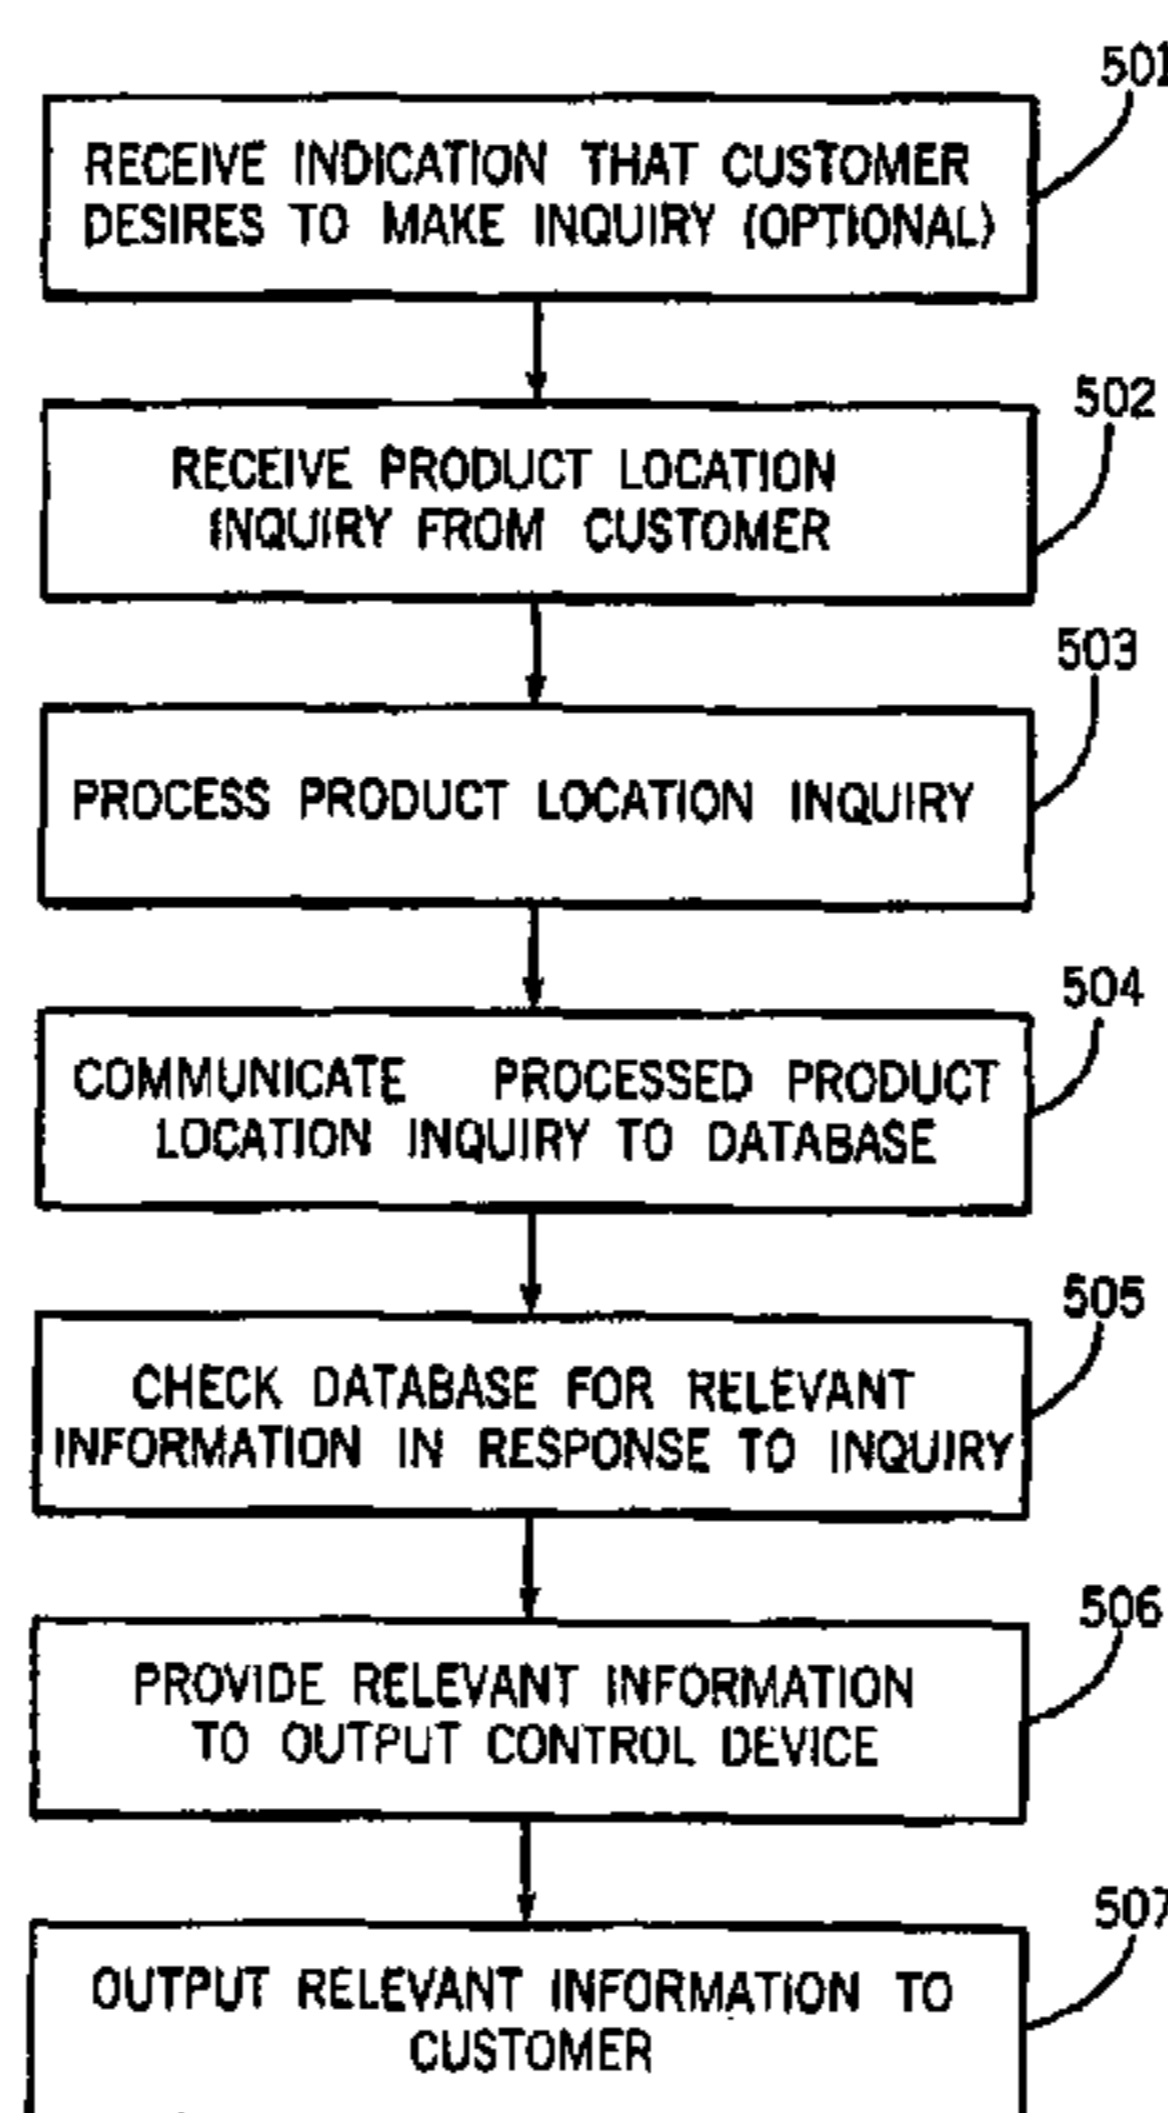 501
RECEIVE INDICATION THAT CUSTOMER
DESIRES TO MAKE INQUIRY (OPTIONAL)
502
RECEIVE PRODUCT LOCATION
INQUIRY FROM CUSTOMER
503
PROCESS PRODUCT LOCATION INQUIRY
504
COMMUNICATE PROCESSED PRODUCT
LOCATION INQUIRY TO DATABASE
505
CHECK DATABASE FOR RELEVANT
INFORMATION IN RESPONSE TO INQUIRY
506
PROVIDE RELEVANT INFORMATION
TO OUTPUT CONTROL DEVICE
507
OUTPUT RELEVANT INFORMATION TO
CUSTOMER